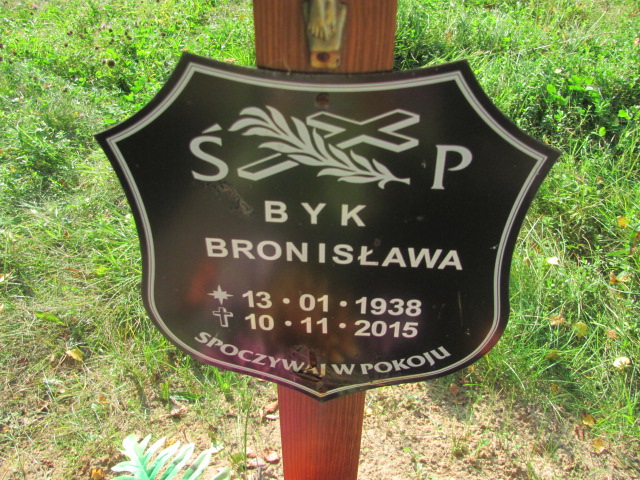 Ś P
BYK
BRONISŁAWA
13 · 01 · 1938
10 · 11 · 2015
SPOCZYWAJ W POKOJU